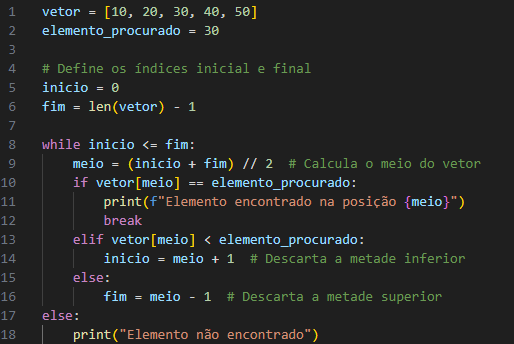 1 vetor = [10, 20, 30, 40, 50]
2 elemento_procurado = 30
3
4 # Define os índices inicial e final
5 inicio = 0
6 fim = len(vetor) - 1
7
8 while inicio <= fim:
9     meio = (inicio + fim) // 2  # Calcula o meio do vetor
10     if vetor[meio] == elemento_procurado:
11         print(f"Elemento encontrado na posição {meio}")
12         break
13     elif vetor[meio] < elemento_procurado:
14         inicio = meio + 1  # Descarta a metade inferior
15     else:
16         fim = meio - 1  # Descarta a metade superior
17 else:
18     print("Elemento não encontrado")